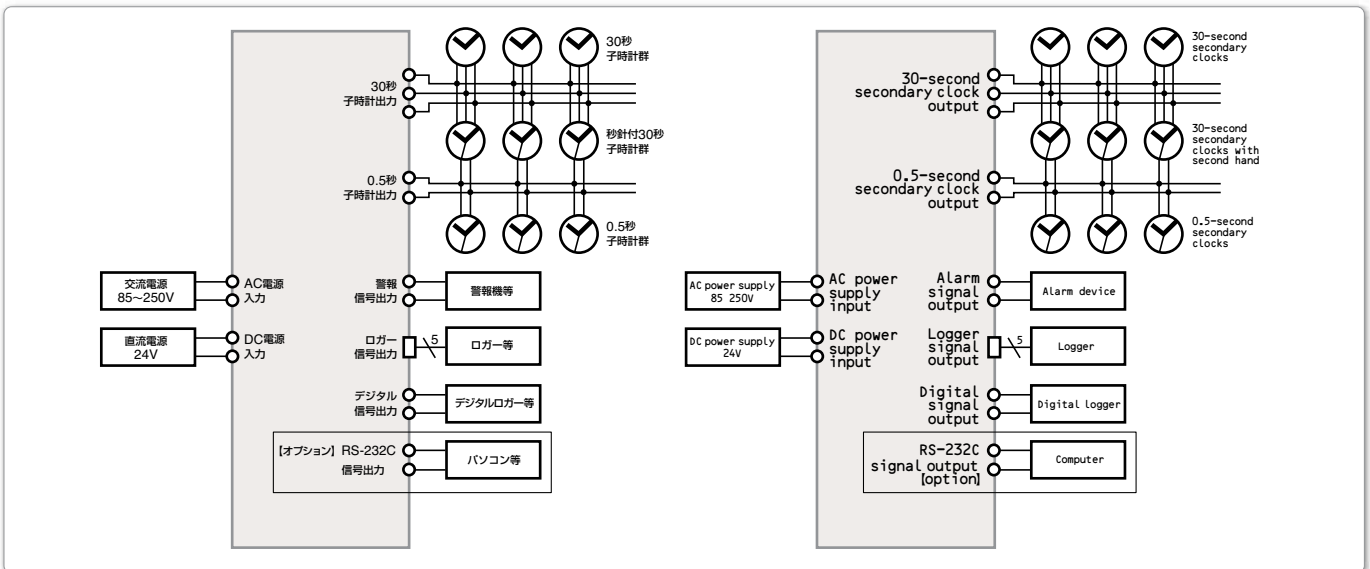 30秒
子時計群
30秒
子時計出力
秒針付30秒
子時計群
0.5秒
子時計出力
0.5秒
子時計群
交流電源
85~250V
AC電源
入力
警報
信号出力
警報機等
直流電源
24V
DC電源
入力
ロガー
信号出力
5
ロガー等
デジタル
信号出力
デジタルロガー等
【オプション】RS-232C
信号出力
パソコン等
30-second
secondary
clocks
30-second
secondary clock
output
30-second
secondary
clocks with
second hand
0.5-second
secondary clock
output
0.5-second
secondary
clocks
AC power supply
85 250V
AC power
supply
input
Alarm
signal
output
Alarm device
DC power supply
24V
DC power
supply
input
Logger
signal
output
5
Logger
Digital
signal
output
Digital logger
RS-232C
signal output
[option]
Computer